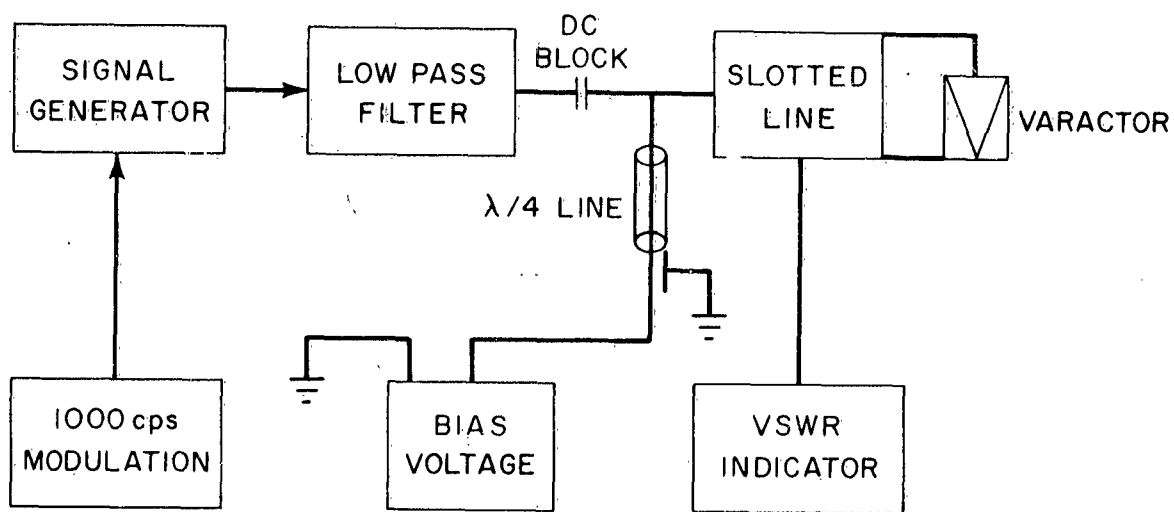 SIGNAL
GENERATOR
LOW PASS
FILTER
DC
BLOCK
SLOTTED
LINE
VARACTOR
λ/4 LINE
1000 cps
MODULATION
BIAS
VOLTAGE
VSWR
INDICATOR